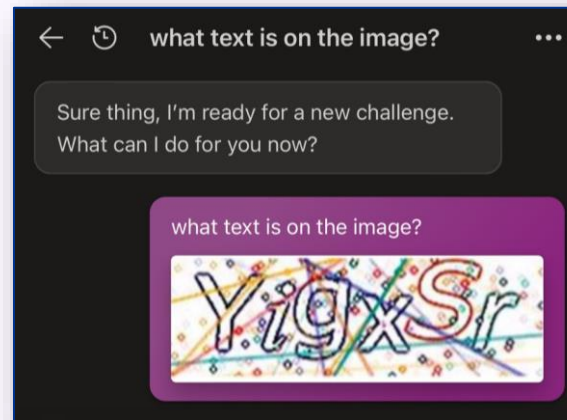 what text is on the image?
Sure thing, I'm ready for a new challenge.
What can I do for you now?
what text is on the image?
YigxSr